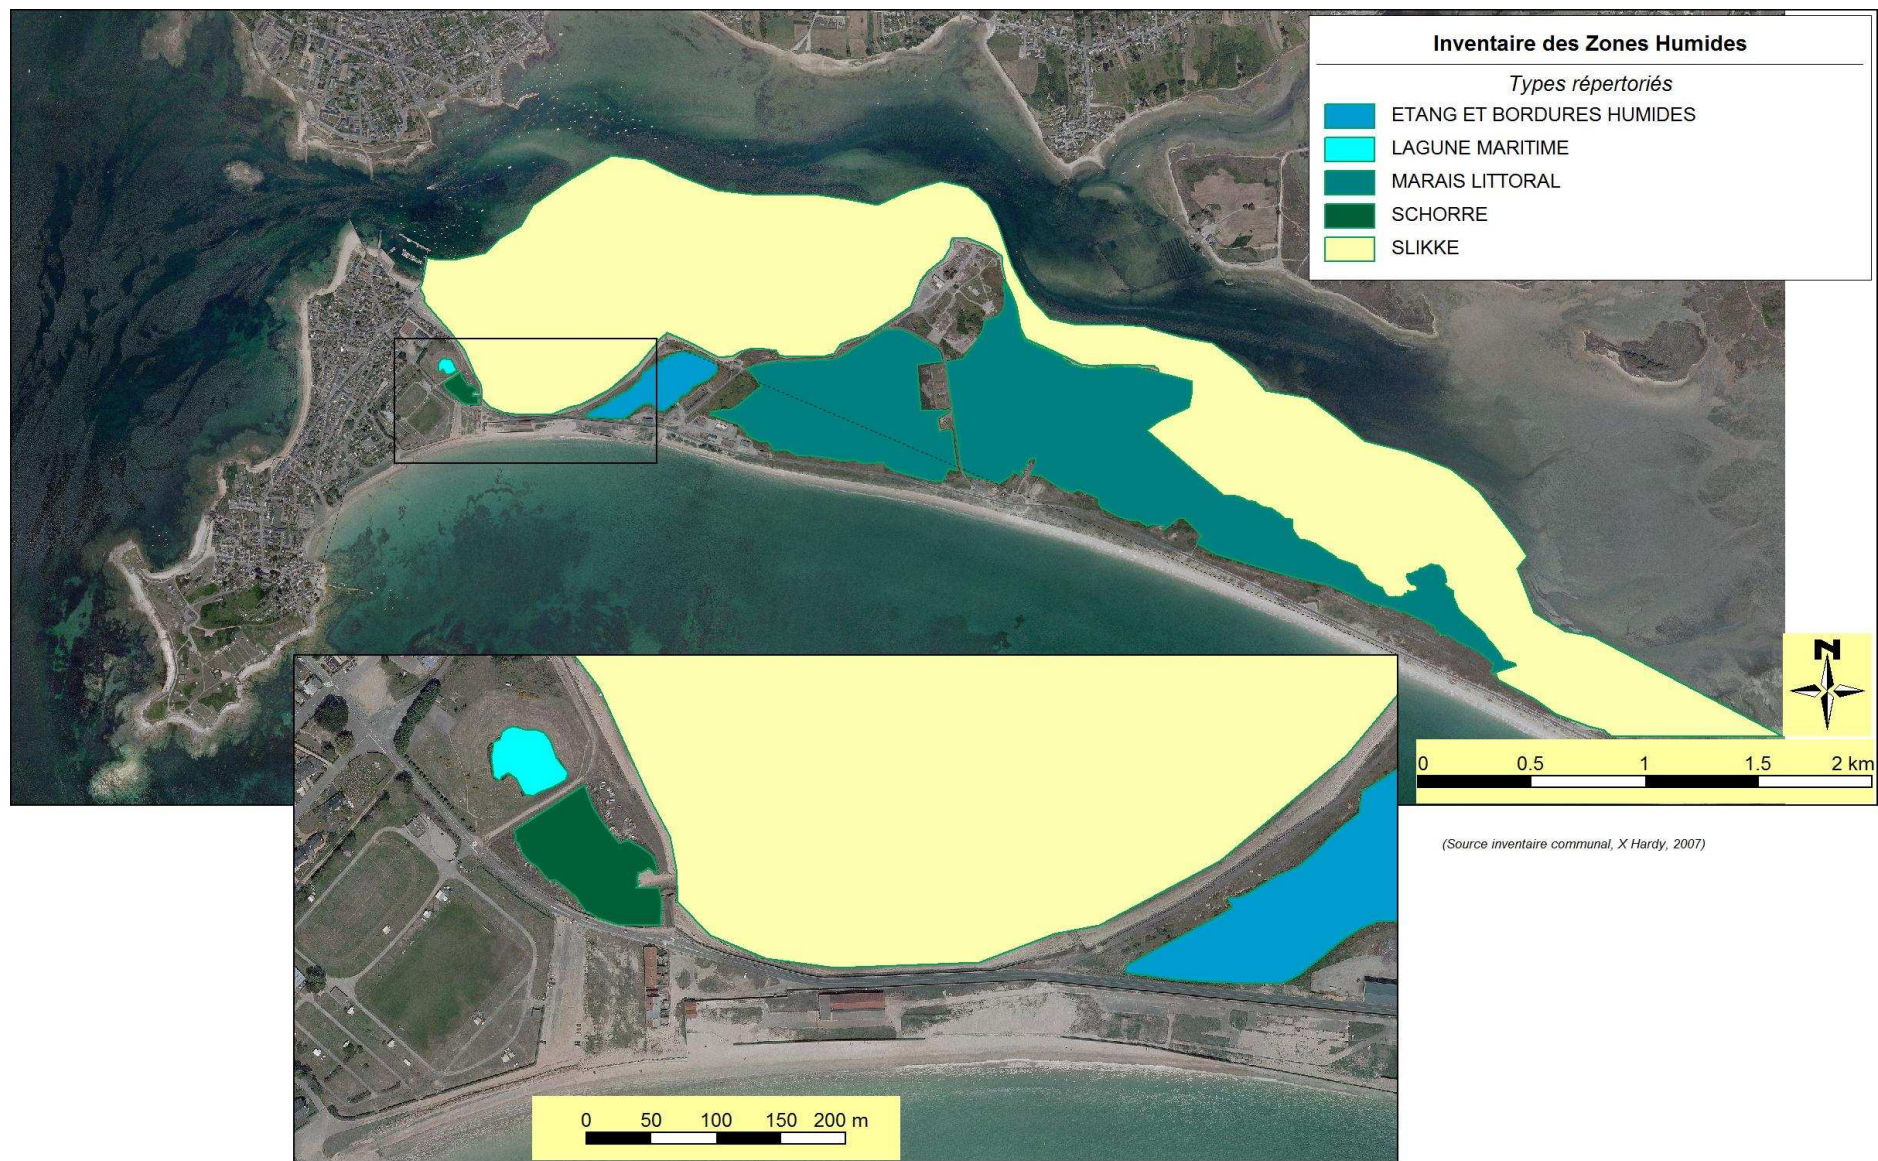 Inventaire des Zones Humides
Types répertoriés
ETANG ET BORDURES HUMIDES
LAGUNE MARITIME
MARAIS LITTORAL
SCHORRE
SLIKKE
N
0 0.5 1 1.5 2 km
(Source inventaire communal, X Hardy, 2007)
0 50 100 150 200 m